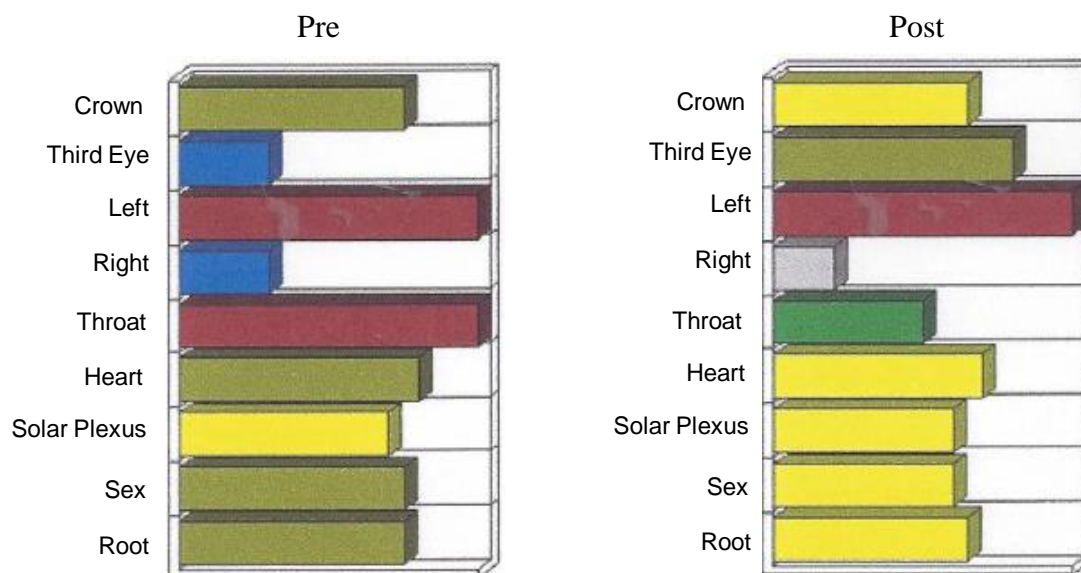 Pre
Crown
Third Eye
Left
Right
Throat
Heart
Solar Plexus
Sex
Root
Post
Crown
Third Eye
Left
Right
Throat
Heart
Solar Plexus
Sex
Root